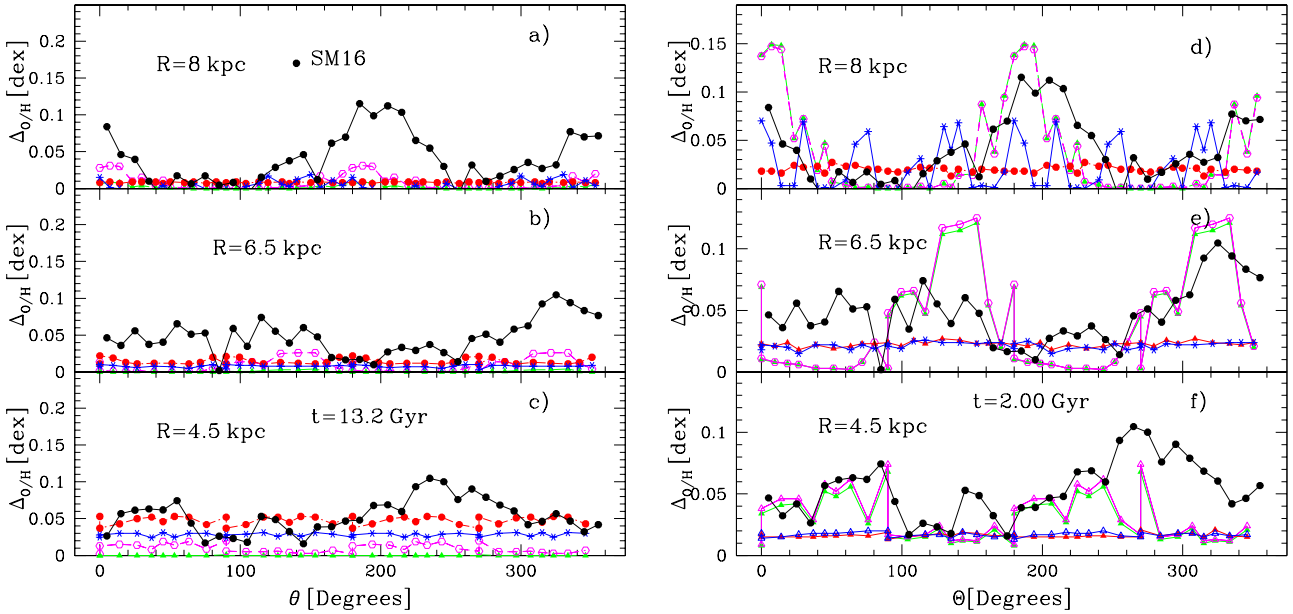 0.2
0.15
0.1
0.05
0
Δ_O/H [dex]
a)
R=8 kpc
SM16
0.2
0.15
0.1
0.05
0
Δ_O/H [dex]
b)
R=6.5 kpc
0.2
0.15
0.1
0.05
0
Δ_O/H [dex]
c)
t=13.2 Gyr
R=4.5 kpc
0 100 200 300
θ [Degrees]
0.15
0.1
0.05
0
Δ_O/H [dex]
d)
R=8 kpc
0.1
0.05
0
Δ_O/H [dex]
e)
R=6.5 kpc
0.1
0.05
0
Δ_O/H [dex]
t=2.00 Gyr
f)
R=4.5 kpc
0 100 200 300
Θ[Degrees]